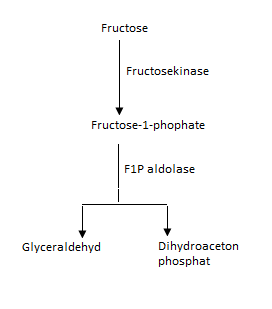 Fructose
Fructosekinase
Fructose-1-phophate
F1P aldolase
Glyceraldehyd
Dihydroaceton
phosphat